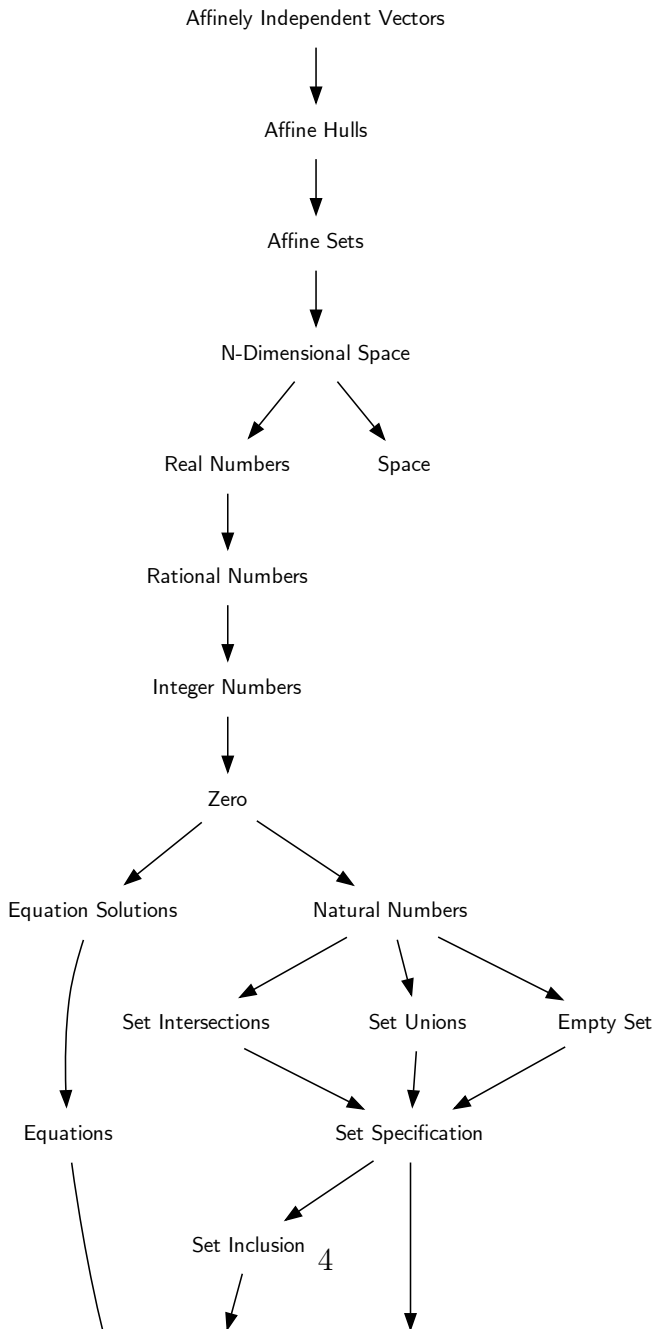 Affinely Independent Vectors
Affine Hulls
Affine Sets
N-Dimensional Space
Real Numbers
Space
Rational Numbers
Integer Numbers
Zero
Equation Solutions
Natural Numbers
Set Intersections
Set Unions
Empty Set
Equations
Set Specification
Set Inclusion
4